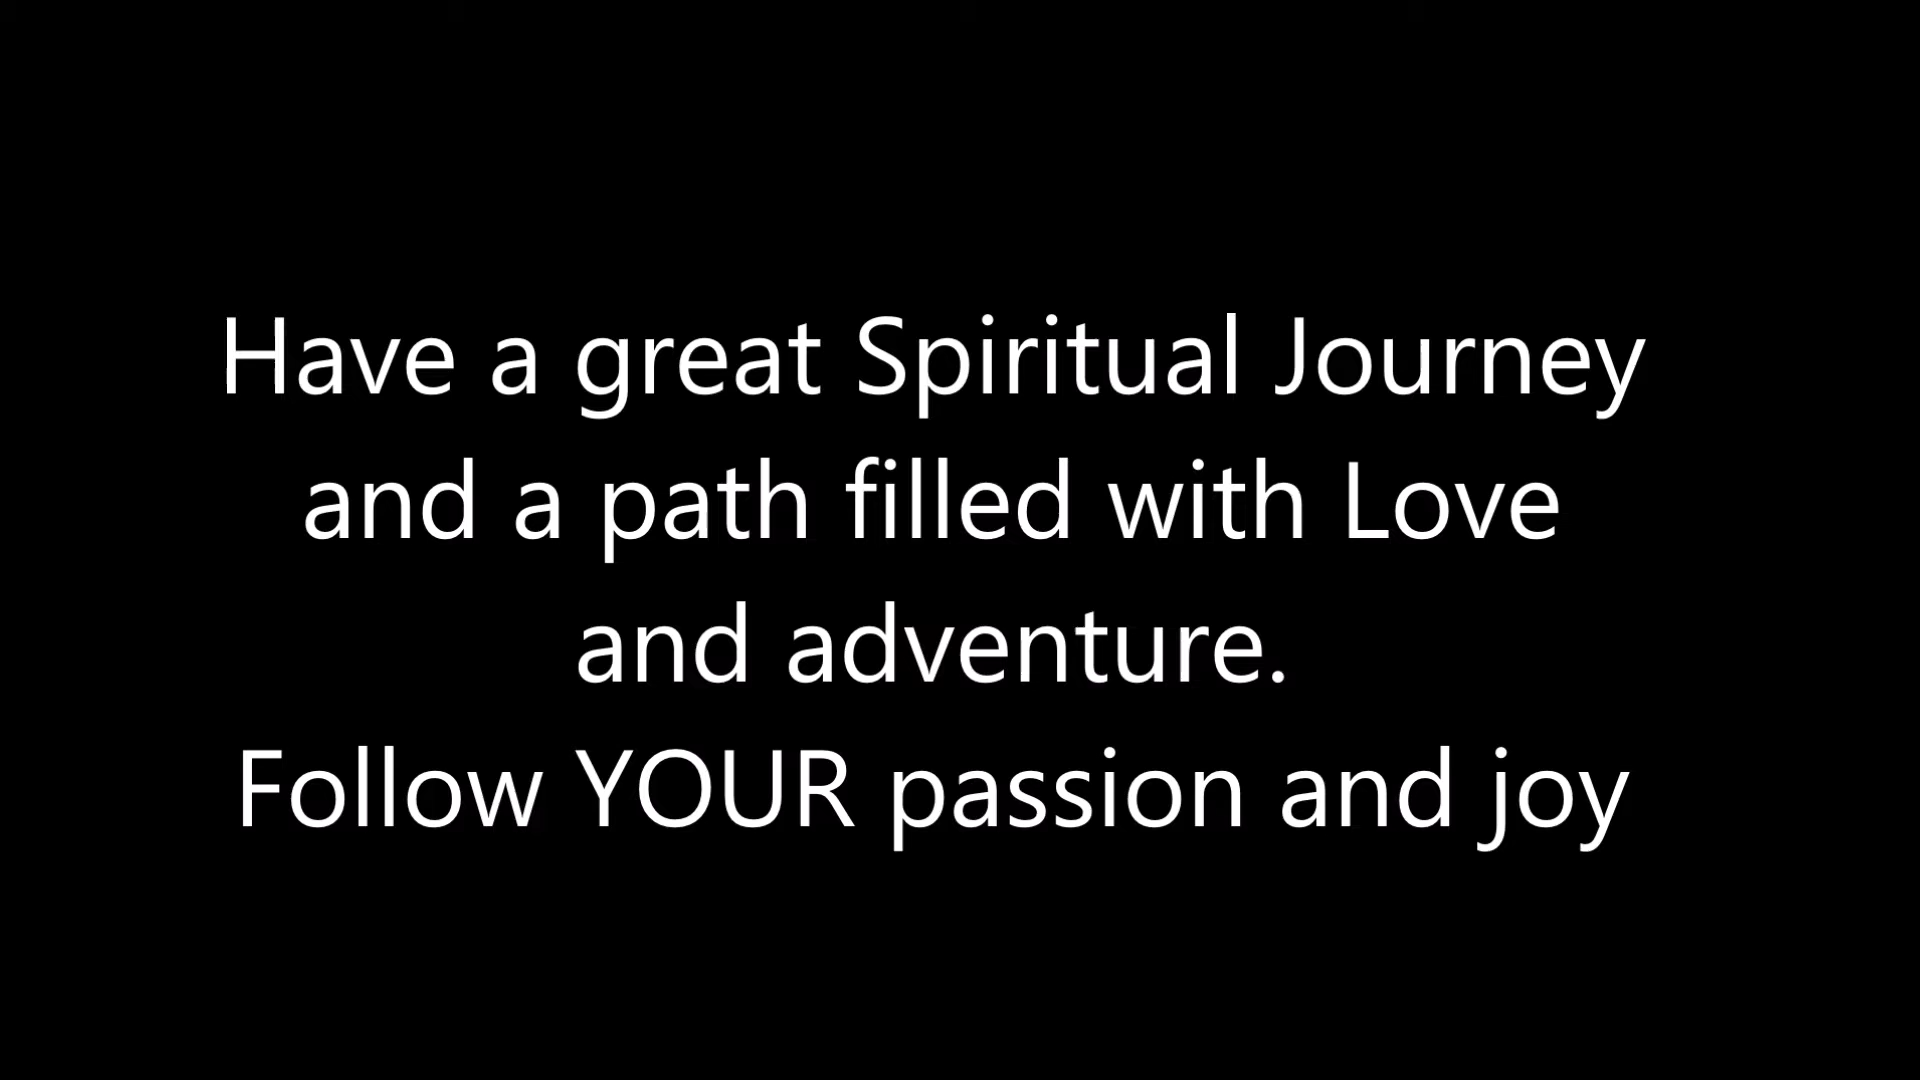 Have a great Spiritual Journey
and a path filled with Love
and adventure.
Follow YOUR passion and joy